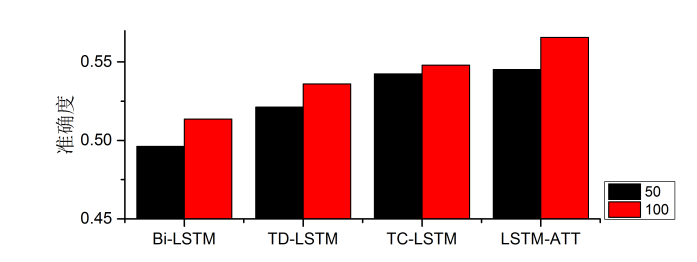 准确度
0.55
0.50
0.45
Bi-LSTM
TD-LSTM
TC-LSTM
LSTM-ATT
50
100